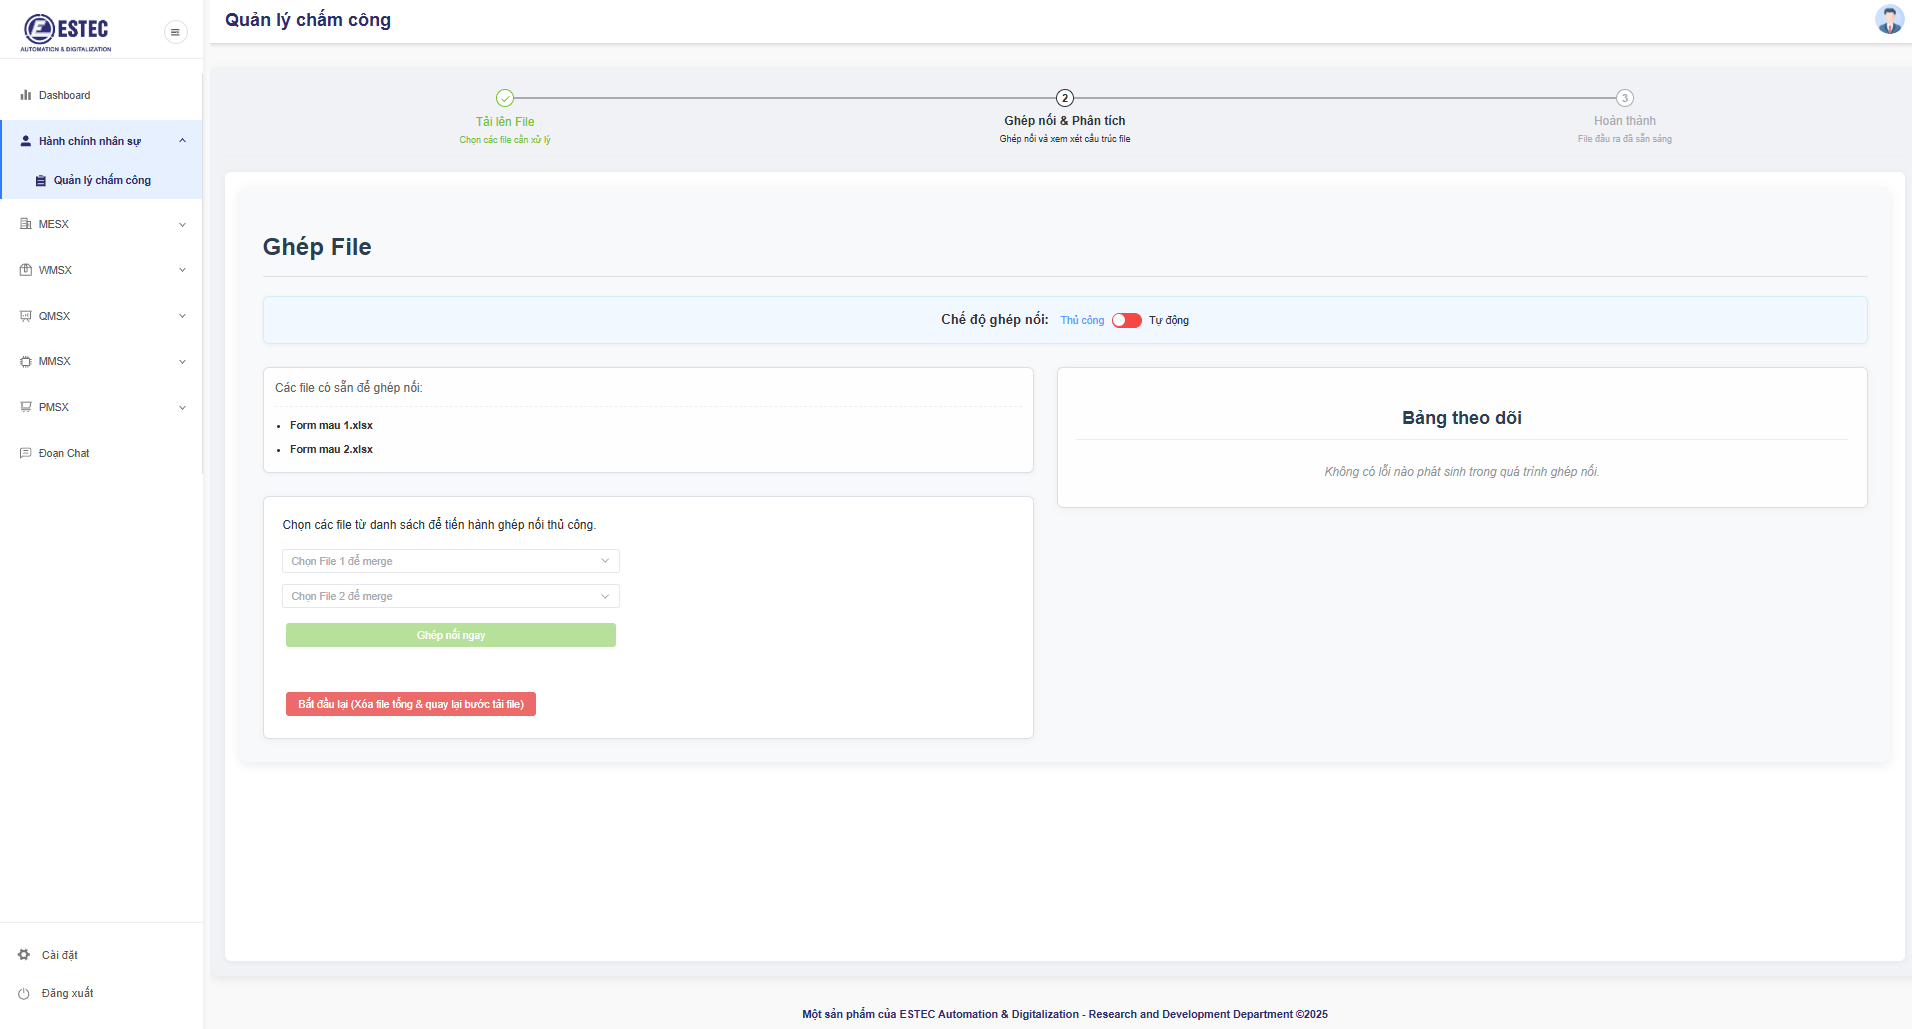 ESTEC
AUTOMATION & DIGITALIZATION
Quản lý chấm công
Dashboard
Hành chính nhân sự
Quản lý chấm công
MESX
WMSX
QMSX
MMSX
PMSX
Đoạn Chat
Cài đặt
Đăng xuất
Tải lên File
Chọn các file cần xử lý
2
Ghép nối & Phân tích
Ghép nối và xem xét cấu trúc file
3
Hoàn thành
File đầu ra đã sẵn sàng
Ghép File
Chế độ ghép nối: Thủ công Tự động
Các file có sẵn để ghép nối:
• Form mau 1.xlsx
• Form mau 2.xlsx
Chọn các file từ danh sách để tiến hành ghép nối thủ công.
Chọn File 1 để merge
Chọn File 2 để merge
Ghép nối ngay
Bắt đầu lại (Xóa file tổng & quay lại bước tải file)
Bảng theo dõi
Không có lỗi nào phát sinh trong quá trình ghép nối.
Một sản phẩm của ESTEC Automation & Digitalization - Research and Development Department ©2025